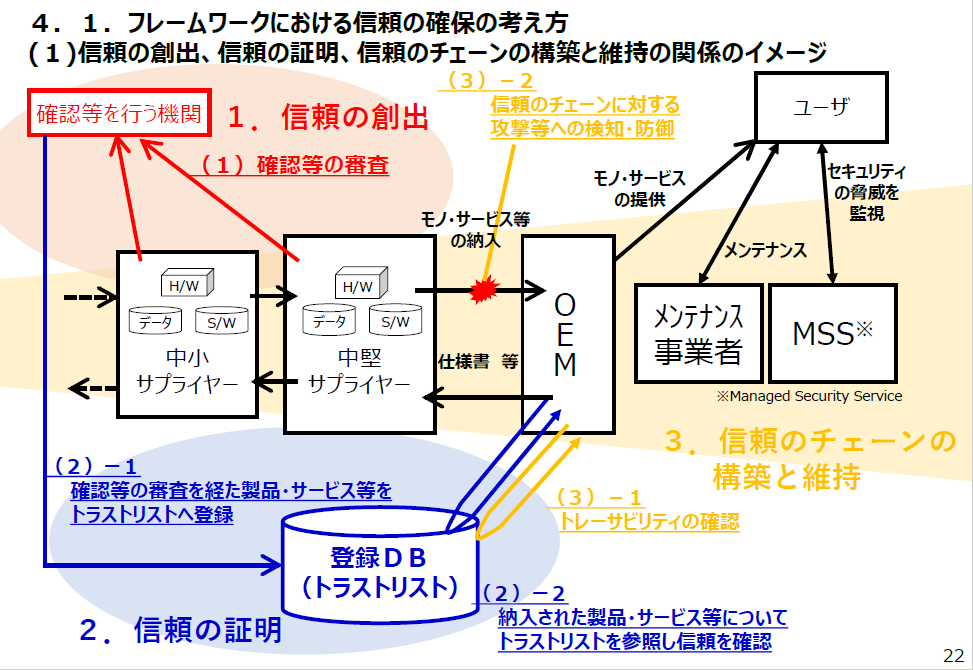 ４．１．フレームワークにおける信頼の確保の考え方
(１)信頼の創出、信頼の証明、信頼のチェーンの構築と維持の関係のイメージ
確認等を行う機関
１．信頼の創出
（１）確認等の審査
（３）－２
信頼のチェーンに対する
攻撃等への検知・防御
ユーザ
モノ・サービス
の提供
セキュリティ
の脅威を
監視
メンテナンス
モノ・サービス等
の納入
H/W
データ
S/W
中小
サプライヤー
H/W
データ
S/W
中堅
サプライヤー
仕様書　等
OEM
メンテナンス
事業者
MSS※
※Managed Security Service
３．信頼のチェーンの
構築と維持
（２）－１
確認等の審査を経た製品・サービス等を
トラストリストへ登録
（３）－１
トレーサビリティの確認
登録ＤＢ
（トラストリスト）
（２）－２
納入された製品・サービス等について
トラストリストを参照し信頼を確認
２．信頼の証明
22